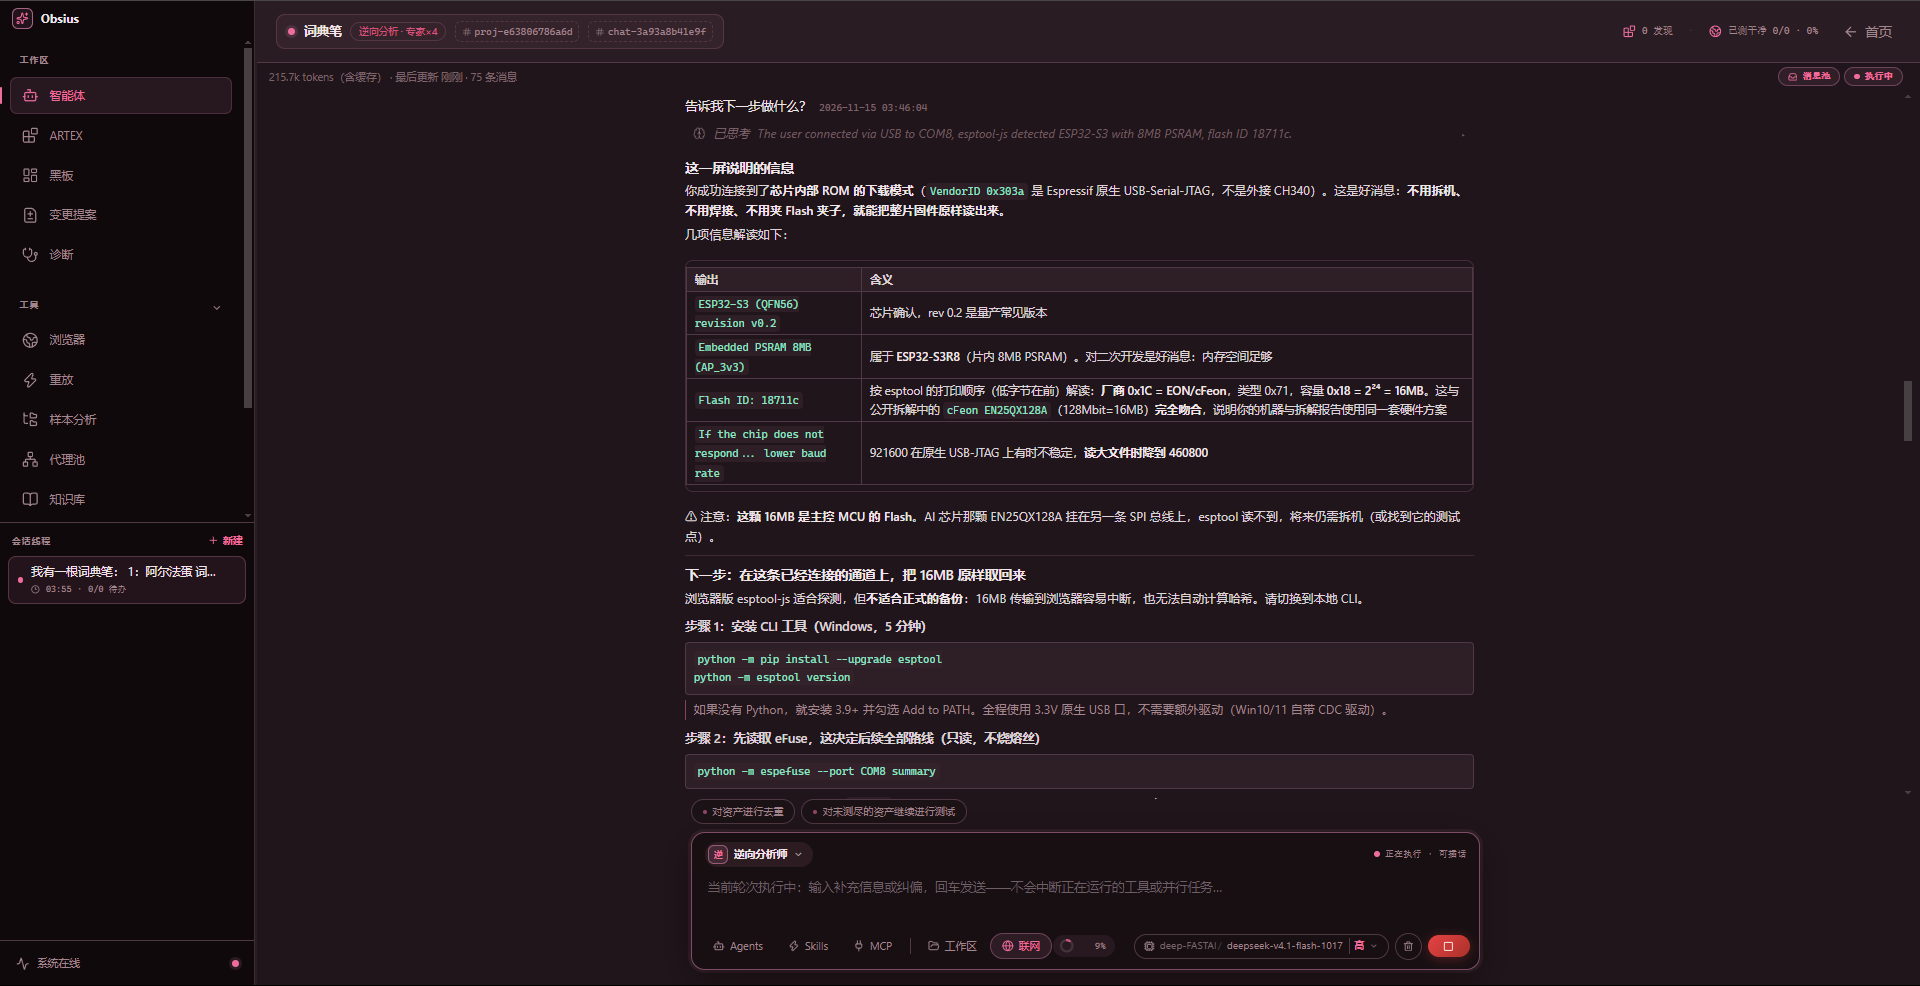 Obsius
工作区
智能体
ARTEX
黑板
变更提案
诊断
工具
浏览器
重放
样本分析
代理池
知识库
会话线程
+ 新建
我有一根词典笔： 1：阿尔法蛋 词...
03:55 · 0/0 待办
系统在线
词典笔
逆向分析 · 专家×4
# proj-e63806786a6d
# chat-3a93a8b41e9f
0 发现
已测干净 0/0 · 0%
← 首页
215.7k tokens（含缓存） · 最后更新 刚刚 · 75 条消息
消息池
执行中
告诉我下一步做什么？ 2026-11-15 03:46:04
已思考 The user connected via USB to COM8, esptool-js detected ESP32-S3 with 8MB PSRAM, flash ID 18711c.
这一屏说明的信息
你成功连接到了芯片内部 ROM 的下载模式（ VendorID 0x303a 是 Espressif 原生 USB-Serial-JTAG，不是外接 CH340）。这是好消息：不用拆机、
不用焊接、不用夹 Flash 夹子，就能把整片固件原样读出来。
几项信息解读如下：
输出
含义
ESP32-S3 (QFN56)
revision v0.2
芯片确认，rev 0.2 是量产常见版本
Embedded PSRAM 8MB
(AP_3v3)
属于 ESP32-S3R8（片内 8MB PSRAM）。对二次开发是好消息：内存空间足够
Flash ID: 18711c
按 esptool 的打印顺序（低字节在前）解读：厂商 0x1C = EON/cFeon，类型 0x71，容量 0x18 = 2²⁴ = 16MB。这与
公开拆解中的 cFeon EN25QX128A （128Mbit=16MB）完全吻合，说明你的机器与拆解报告使用同一套硬件方案
If the chip does not
respond... lower baud
rate
921600 在原生 USB-JTAG 上有时不稳定，读大文件时降到 460800
⚠ 注意：这颗 16MB 是主控 MCU 的 Flash。AI 芯片那颗 EN25QX128A 挂在另一条 SPI 总线上，esptool 读不到，将来仍需拆机（或找到它的测试
点）。
下一步：在这条已经连接的通道上，把 16MB 原样取回来
浏览器版 esptool-js 适合探测，但不适合正式的备份：16MB 传输到浏览器容易中断，也无法自动计算哈希。请切换到本地 CLI。
步骤 1：安装 CLI 工具（Windows，5 分钟）
python -m pip install --upgrade esptool
python -m esptool version
如果没有 Python，就安装 3.9+ 并勾选 Add to PATH。全程使用 3.3V 原生 USB 口，不需要额外驱动（Win10/11 自带 CDC 驱动）。
步骤 2：先读取 eFuse，这决定后续全部路线（只读，不烧熔丝）
python -m espefuse --port COM8 summary
对资产进行去重
对未测尽的资产继续进行测试
逆 逆向分析师
正在执行 · 可插话
当前轮次执行中：输入补充信息或纠偏，回车发送——不会中断正在运行的工具或并行任务...
Agents
Skills
MCP
工作区
联网
9%
deep-FASTAI/ deepseek-v4.1-flash-1017
高